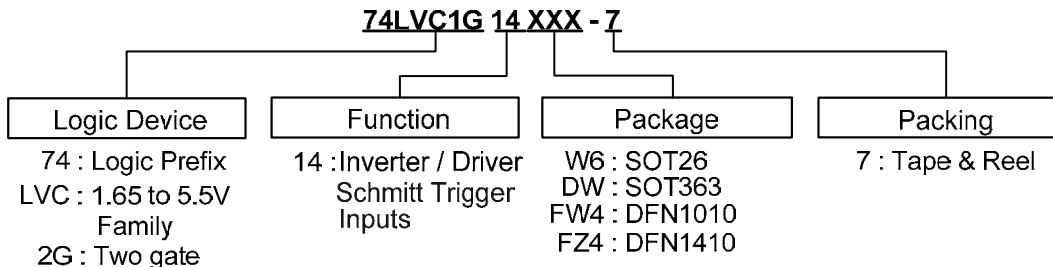 74LVC1G 14 XXX - 7
Logic Device
74 : Logic Prefix
LVC : 1.65 to 5.5V
Family
2G : Two gate
Function
14 :Inverter / Driver
Schmitt Trigger
Inputs
Package
W6 : SOT26
DW : SOT363
FW4 : DFN1010
FZ4 : DFN1410
Packing
7 : Tape & Reel